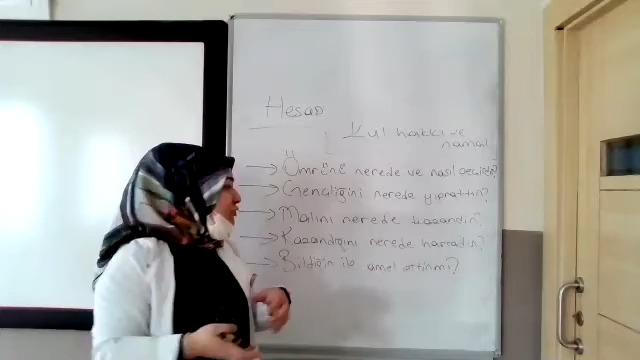 Hesap
Kul hakkı ve
namal
→ Ömrünü nerede ve nasıl geçirdin?
→ Gençliğini nerede yıprattın?
→ Malını nerede kazandın?
→ Kazandığını nerede harcadın?
→ Bildiğin ile amel ettin mi?